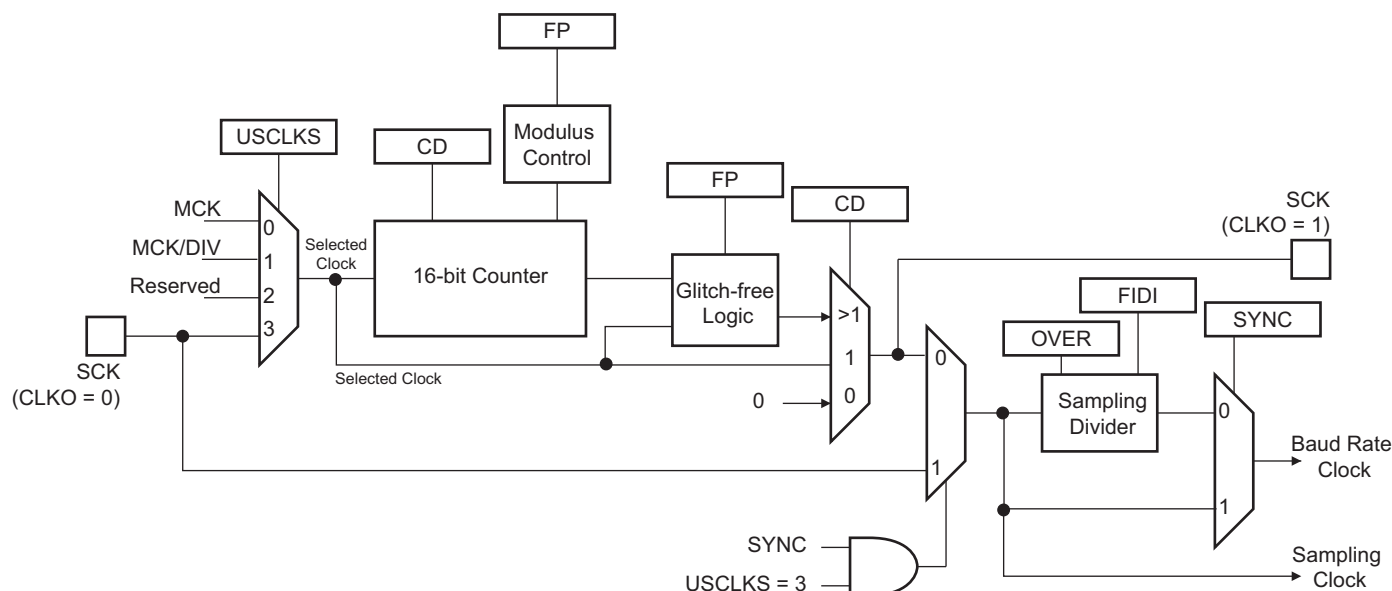 FP
USCLKS
CD
Modulus
Control
FP
CD
SCK
(CLKO = 1)
MCK
0
MCK/DIV
1
Selected
Clock
16-bit Counter
Reserved
2
3
Glitch-free
Logic
>1
FIDI
OVER
SYNC
SCK
(CLKO = 0)
Selected Clock
1
0
0
0
Sampling
Divider
0
Baud Rate
Clock
1
1
SYNC
USCLKS = 3
Sampling
Clock